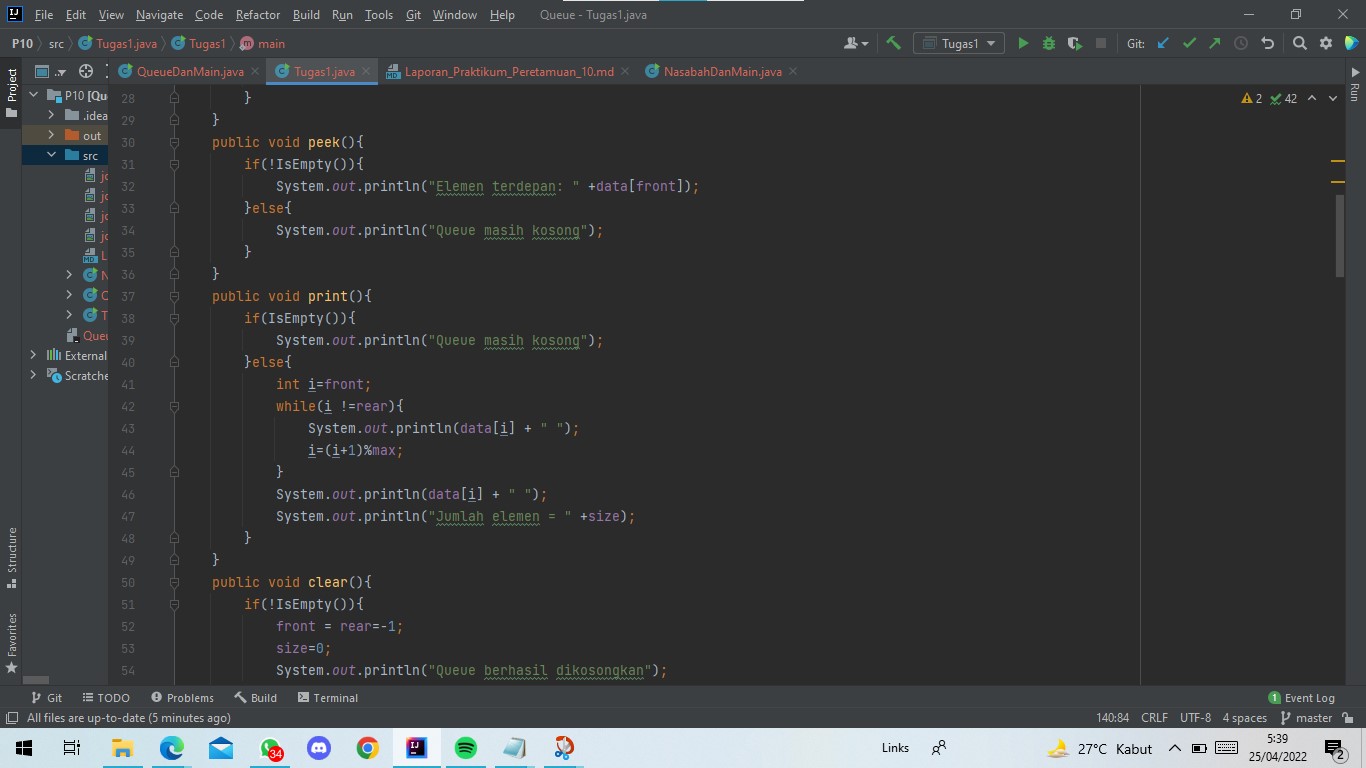 File Edit View Navigate Code Refactor Build Run Tools Git Window Help Queue - Tugas1.java
P10 src Tugas1.java Tugas1 main Tugas1 Git:
QueueDanMain.java Tugas1.java Laporan_Praktikum_Peretamuan_10.md NasabahDanMain.java
Project
P10 [Qu
.idea
out
src
jo
jo
jo
jo
L
N
Q
T
Queu
External
Scratche
Structure
Favorites
Run
2 42
28 }
29 }
30 public void peek(){
31 if(!IsEmpty()){
32 System.out.println("Elemen terdepan: " +data[front]);
33 }else{
34 System.out.println("Queue masih kosong");
35 }
36 }
37 public void print(){
38 if(IsEmpty()){
39 System.out.println("Queue masih kosong");
40 }else{
41 int i=front;
42 while(i !=rear){
43 System.out.println(data[i] + " ");
44 i=(i+1)%max;
45 }
46 System.out.println(data[i] + " ");
47 System.out.println("Jumlah elemen = " +size);
48 }
49 }
50 public void clear(){
51 if(!IsEmpty()){
52 front = rear=-1;
53 size=0;
54 System.out.println("Queue berhasil dikosongkan");
Git TODO Problems Build Terminal 1 Event Log
All files are up-to-date (5 minutes ago) 140:84 CRLF UTF-8 4 spaces master
34 Links 27°C Kabut 5:39
25/04/2022 2